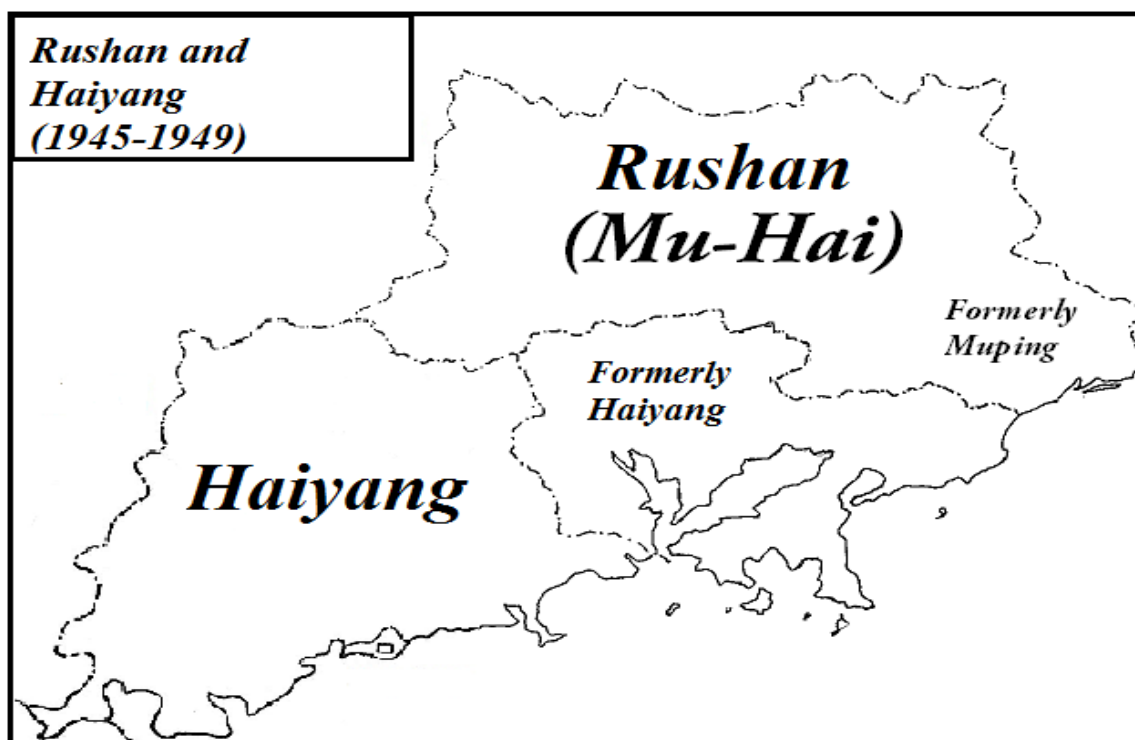 Rushan and
Haiyang
(1945-1949)
Rushan
(Mu-Hai)
Formerly
Muping
Formerly
Haiyang
Haiyang